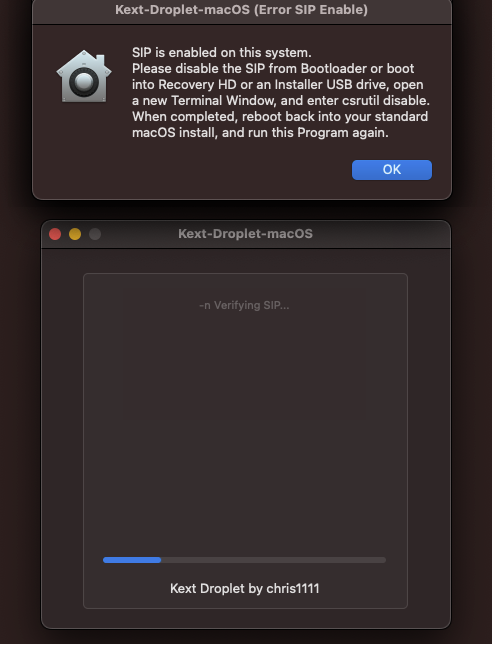 Kext-Droplet-macOS (Error SIP Enable)
SIP is enabled on this system.
Please disable the SIP from Bootloader or boot
into Recovery HD or an Installer USB drive, open
a new Terminal Window, and enter csrutil disable.
When completed, reboot back into your standard
macOS install, and run this Program again.
OK
Kext-Droplet-macOS
-n Verifying SIP...
Kext Droplet by chris1111